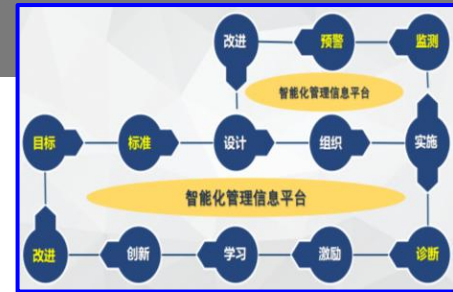 改进 预警 监测
智能化管理信息平台
目标 标准 设计 组织 实施
智能化管理信息平台
改进 创新 学习 激励 诊断